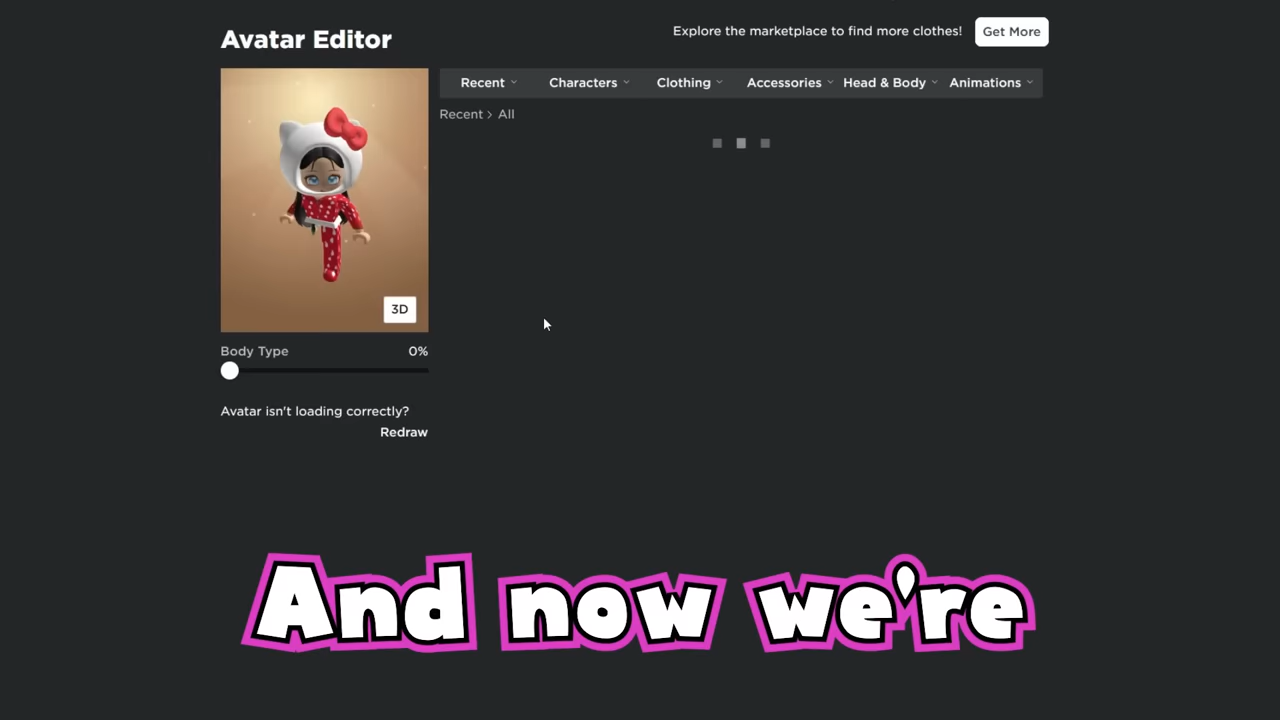 Avatar Editor
Explore the marketplace to find more clothes!
Get More
Recent
Characters
Clothing
Accessories
Head & Body
Animations
Recent > All
3D
Body Type
0%
Avatar isn't loading correctly?
Redraw
And now we're